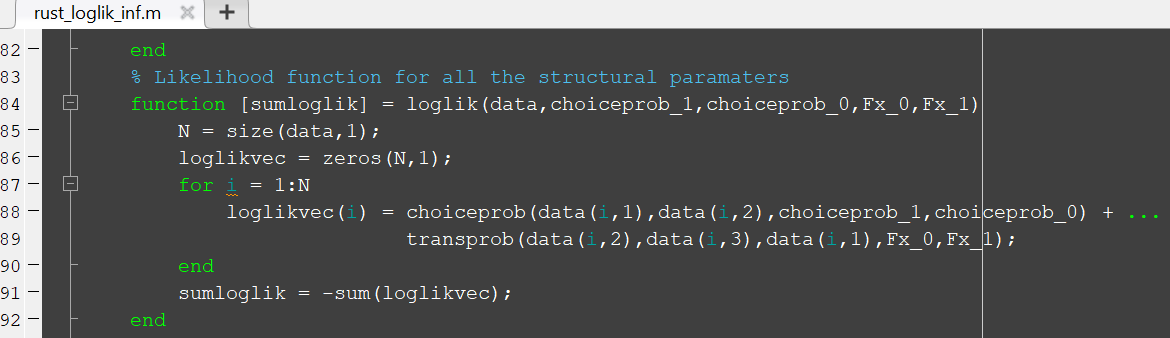 rust_loglik_inf.m
82 end
83 % Likelihood function for all the structural paramaters
84 function [sumloglik] = loglik(data,choiceprob_1,choiceprob_0,Fx_0,Fx_1)
85 N = size(data,1);
86 loglikvec = zeros(N,1);
87 for i = 1:N
88 loglikvec(i) = choiceprob(data(i,1),data(i,2),choiceprob_1,choiceprob_0) + ...
89 transprob(data(i,2),data(i,3),data(i,1),Fx_0,Fx_1);
90 end
91 sumloglik = -sum(loglikvec);
92 end